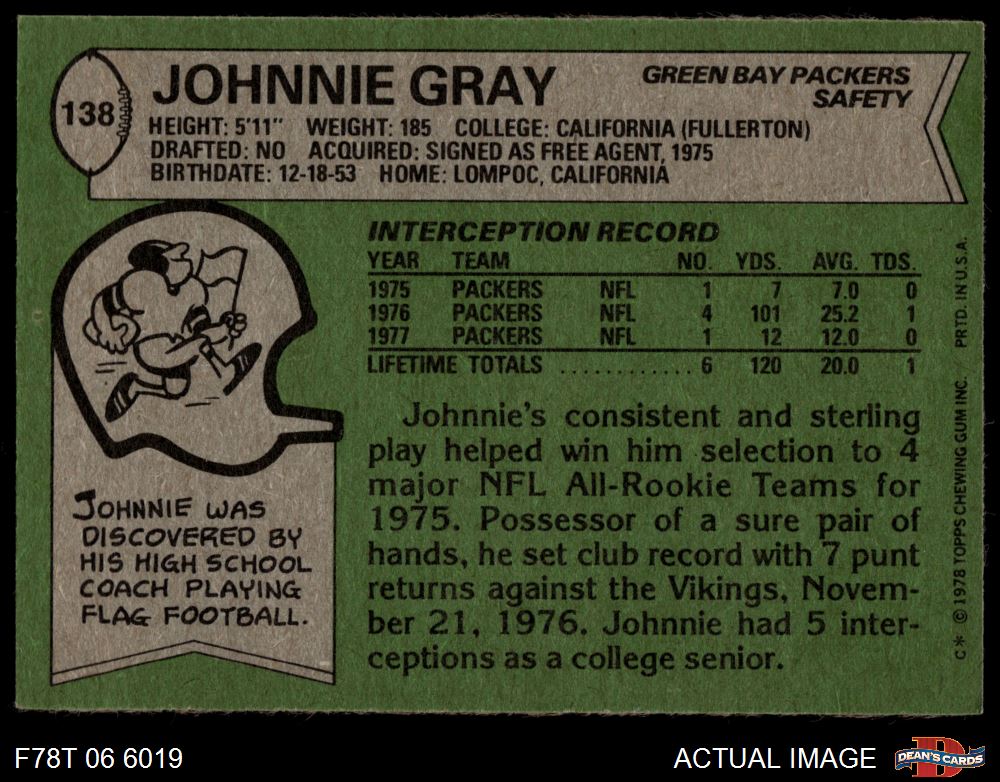 138
JOHNNIE GRAY
GREEN BAY PACKERS
SAFETY
HEIGHT: 5'11" WEIGHT: 185 COLLEGE: CALIFORNIA (FULLERTON)
DRAFTED: NO ACQUIRED: SIGNED AS FREE AGENT, 1975
BIRTHDATE: 12-18-53 HOME: LOMPOC, CALIFORNIA
INTERCEPTION RECORD
YEAR TEAM NO. YDS. AVG. TDS.
1975 PACKERS NFL 1 7 7.0 0
1976 PACKERS NFL 4 101 25.2 1
1977 PACKERS NFL 1 12 12.0 0
LIFETIME TOTALS ............ 6 120 20.0 1
Johnnie's consistent and sterling
play helped win him selection to 4
major NFL All-Rookie Teams for
1975. Possessor of a sure pair of
hands, he set club record with 7 punt
returns against the Vikings, Novem-
ber 21, 1976. Johnnie had 5 inter-
ceptions as a college senior.
JOHNNIE WAS
DISCOVERED BY
HIS HIGH SCHOOL
COACH PLAYING
FLAG FOOTBALL.
C* © 1978 TOPPS CHEWING GUM INC. PRTD. IN U.S.A.
F78T 06 6019
ACTUAL IMAGE
D
DEAN'S CARDS